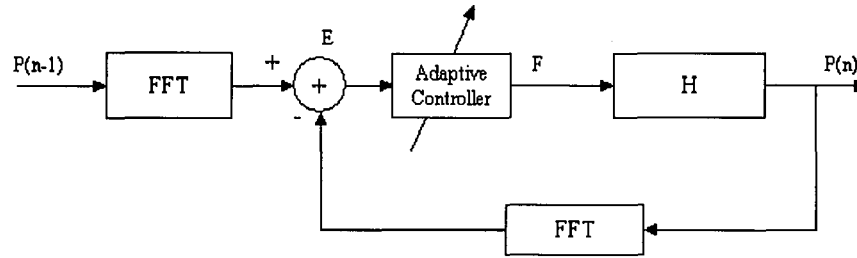 P(n-1)
FFT
+
E
+
-
Adaptive
Controller
F
H
P(n)
FFT